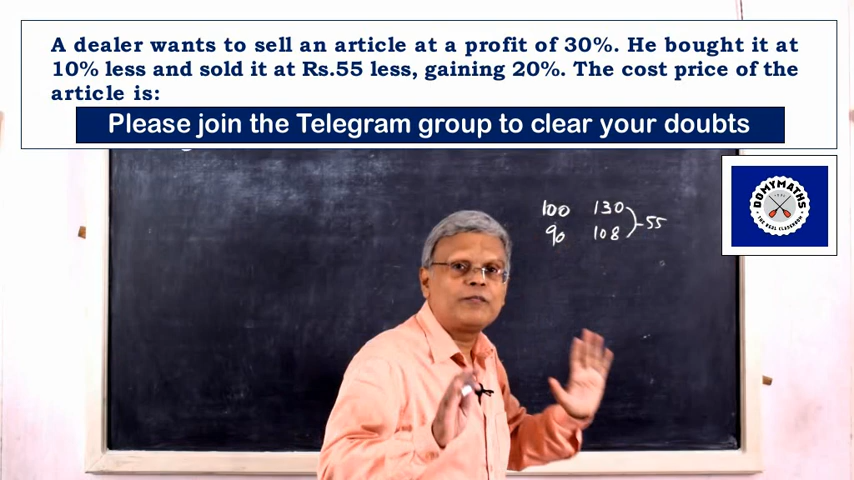 A dealer wants to sell an article at a profit of 30%. He bought it at
10% less and sold it at Rs.55 less, gaining 20%. The cost price of the
article is:
Please join the Telegram group to clear your doubts
DOMYMATHS
THE REAL CLASSROOM
100 130
90 108 55